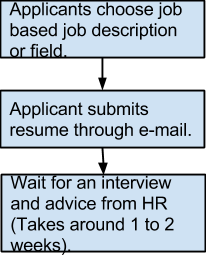 Applicants choose job
based job description
or field.
Applicant submits
resume through e-mail.
Wait for an interview
and advice from HR
(Takes around 1 to 2
weeks).